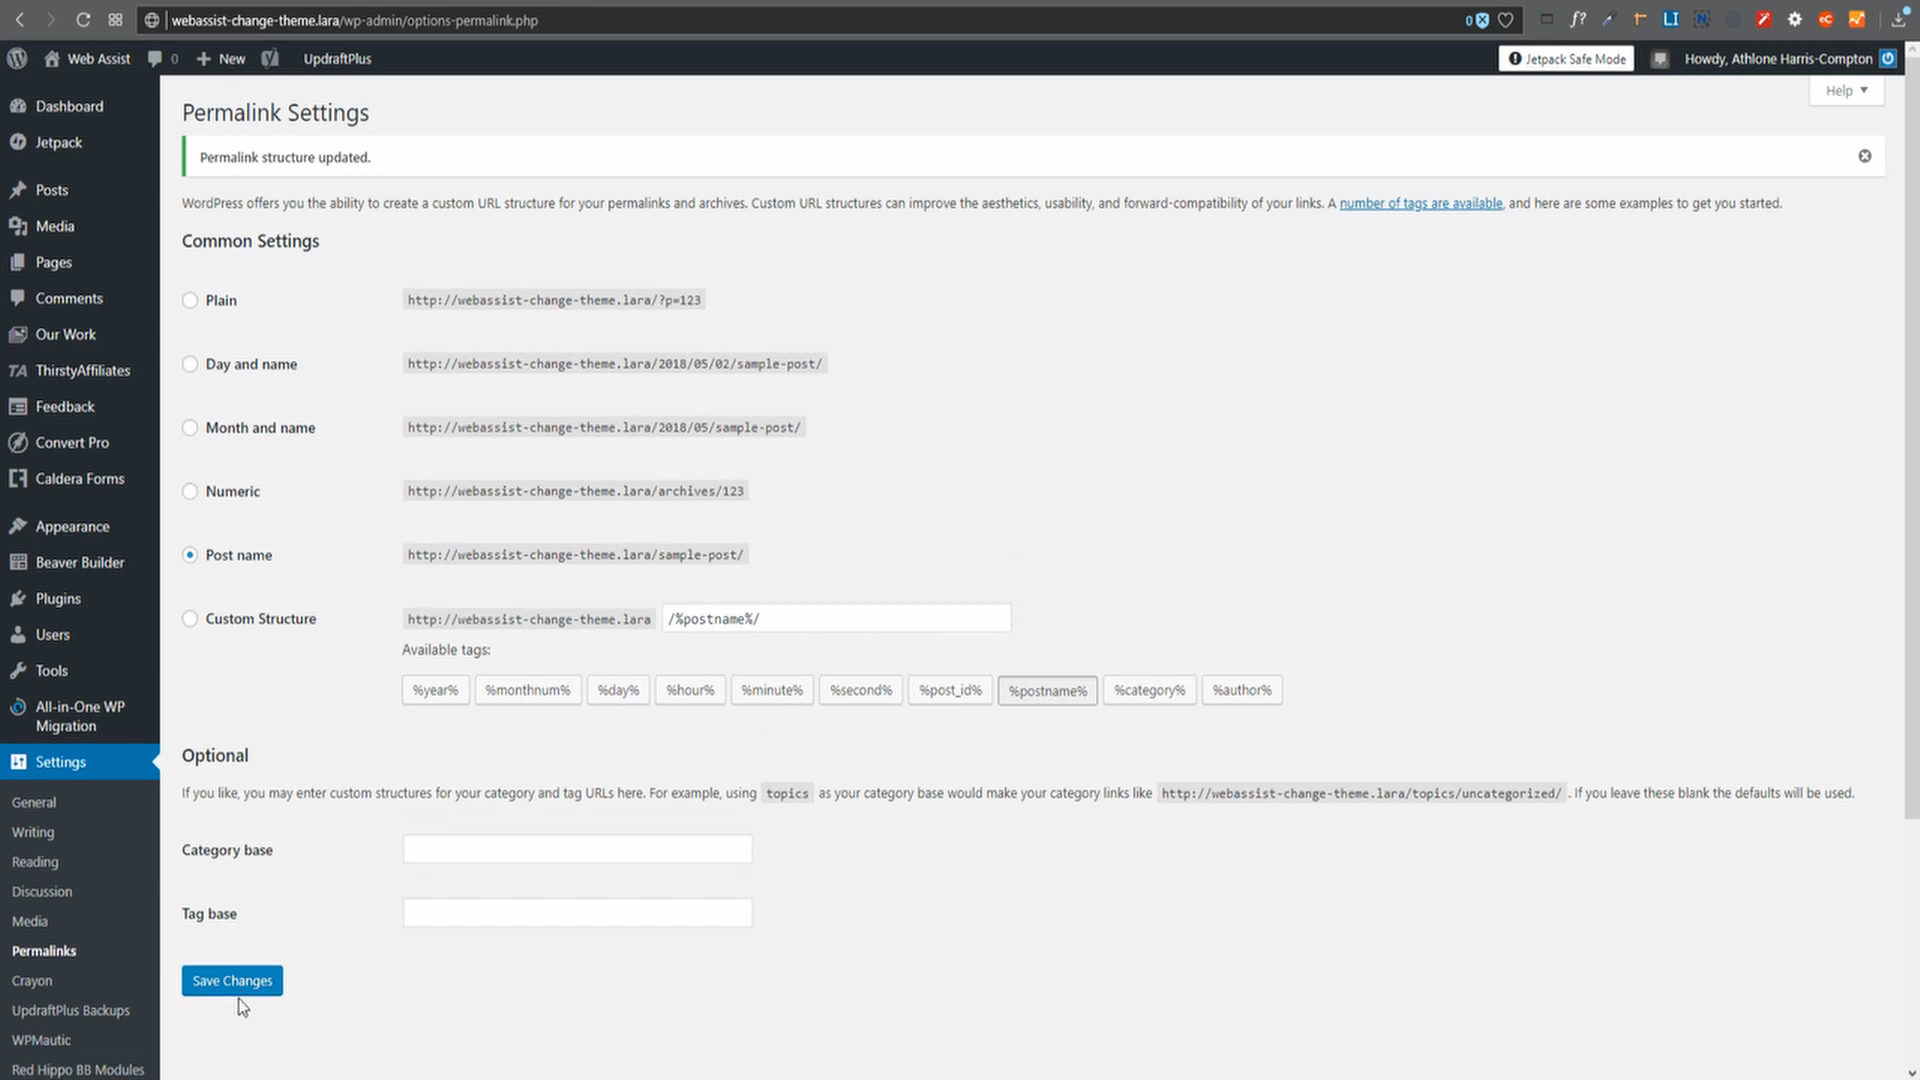 webassist-change-theme.lara/wp-admin/options-permalink.php
0
f?
LI
N
eC
Web Assist
0
New
UpdraftPlus
Jetpack Safe Mode
Howdy, Athlone Harris-Compton
Help
Dashboard
Jetpack
Posts
Media
Pages
Comments
Our Work
TA ThirstyAffiliates
Feedback
Convert Pro
Caldera Forms
Appearance
Beaver Builder
Plugins
Users
Tools
All-in-One WP
Migration
Settings
General
Writing
Reading
Discussion
Media
Permalinks
Crayon
UpdraftPlus Backups
WPMautic
Red Hippo BB Modules
Permalink Settings
Permalink structure updated.
WordPress offers you the ability to create a custom URL structure for your permalinks and archives. Custom URL structures can improve the aesthetics, usability, and forward-compatibility of your links. A number of tags are available, and here are some examples to get you started.
Common Settings
Plain http://webassist-change-theme.lara/?p=123
Day and name http://webassist-change-theme.lara/2018/05/02/sample-post/
Month and name http://webassist-change-theme.lara/2018/05/sample-post/
Numeric http://webassist-change-theme.lara/archives/123
Post name http://webassist-change-theme.lara/sample-post/
Custom Structure http://webassist-change-theme.lara /%postname%/
Available tags:
%year% %monthnum% %day% %hour% %minute% %second% %post_id% %postname% %category% %author%
Optional
If you like, you may enter custom structures for your category and tag URLs here. For example, using topics as your category base would make your category links like http://webassist-change-theme.lara/topics/uncategorized/ . If you leave these blank the defaults will be used.
Category base
Tag base
Save Changes